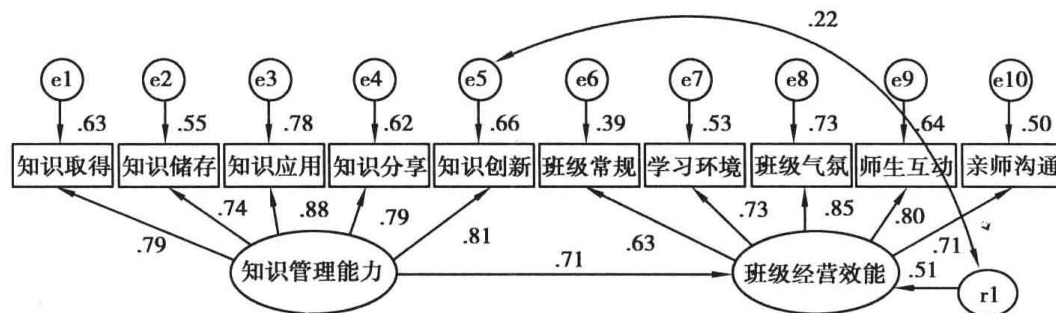 .22
e1 e2 e3 e4 e5 e6 e7 e8 e9 e10
.63 .55 .78 .62 .66 .39 .53 .73 .64 .50
知识取得 知识储存 知识应用 知识分享 知识创新 班级常规 学习环境 班级气氛 师生互动 亲师沟通
.79 .74 .88 .79 .81 .63 .73 .85 .80 .71
知识管理能力 .71 班级经营效能 .51 r1